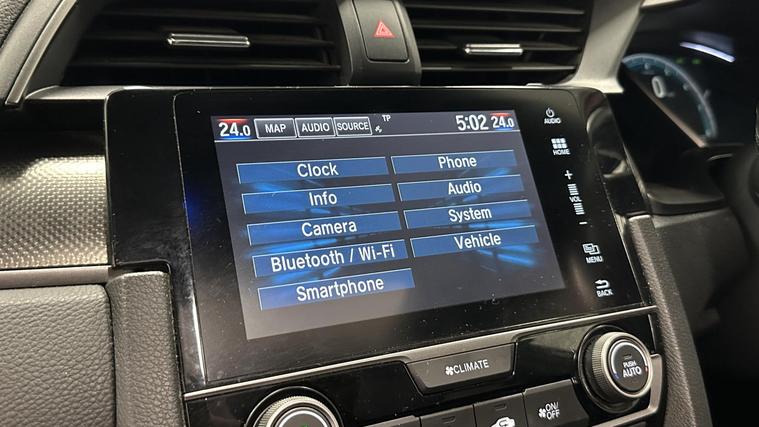 24.0 MAP AUDIO SOURCE TP 5:02 24.0
Clock Phone
Info Audio
Camera System
Bluetooth / Wi-Fi Vehicle
Smartphone
AUDIO
HOME
+
VOL
−
MENU
BACK
CLIMATE
PUSH
AUTO
ON/
OFF